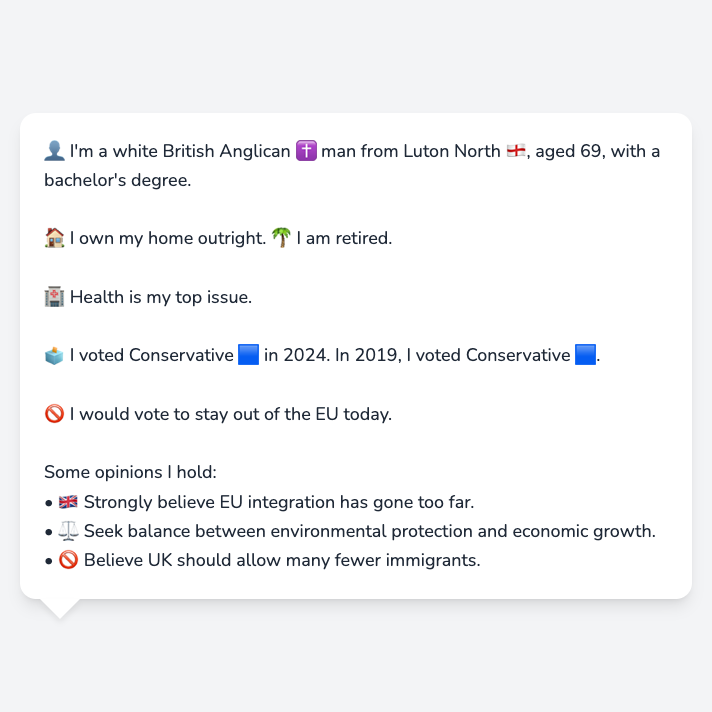 👤 I'm a white British Anglican ✝️ man from Luton North 🏴󠁧󠁢󠁥󠁮󠁧󠁿, aged 69, with a
bachelor's degree.
🏠 I own my home outright. 🌴 I am retired.
🏥 Health is my top issue.
🗳️ I voted Conservative 🟦 in 2024. In 2019, I voted Conservative 🟦.
🚫 I would vote to stay out of the EU today.
Some opinions I hold:
• 🇬🇧 Strongly believe EU integration has gone too far.
• ⚖️ Seek balance between environmental protection and economic growth.
• 🚫 Believe UK should allow many fewer immigrants.